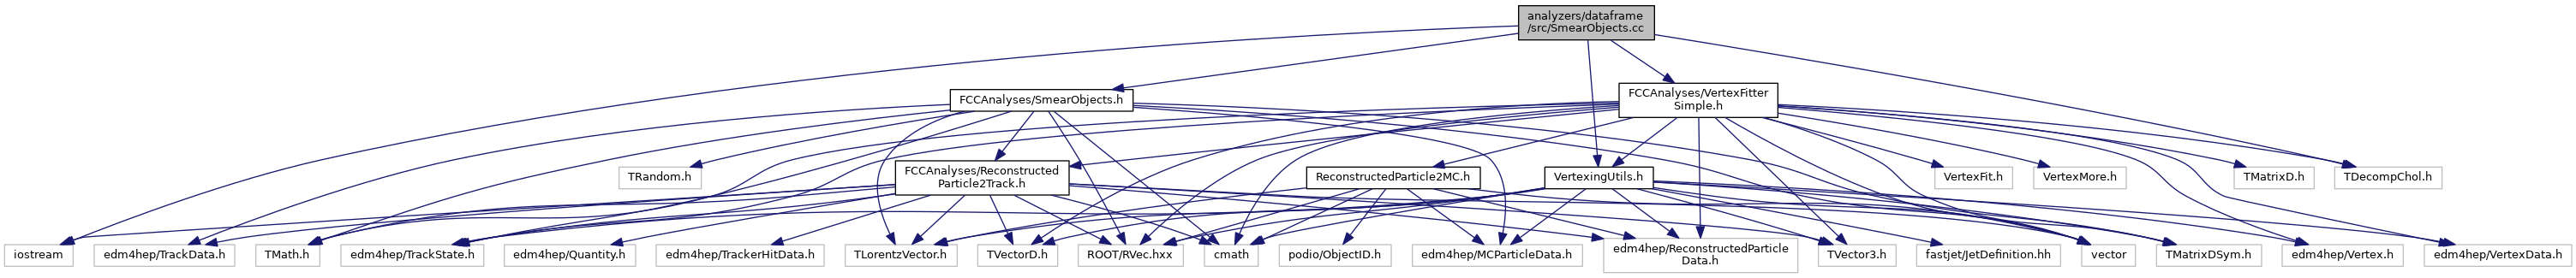 analyzers/dataframe
/src/SmearObjects.cc
FCCAnalyses/SmearObjects.h
FCCAnalyses/VertexFitter
Simple.h
TRandom.h
FCCAnalyses/Reconstructed
Particle2Track.h
ReconstructedParticle2MC.h
VertexingUtils.h
VertexFit.h
VertexMore.h
TMatrixD.h
TDecompChol.h
iostream
edm4hep/TrackData.h
TMath.h
edm4hep/TrackState.h
edm4hep/Quantity.h
edm4hep/TrackerHitData.h
TLorentzVector.h
TVectorD.h
ROOT/RVec.hxx
cmath
podio/ObjectID.h
edm4hep/MCParticleData.h
edm4hep/ReconstructedParticle
Data.h
TVector3.h
fastjet/JetDefinition.hh
vector
TMatrixDSym.h
edm4hep/Vertex.h
edm4hep/VertexData.h